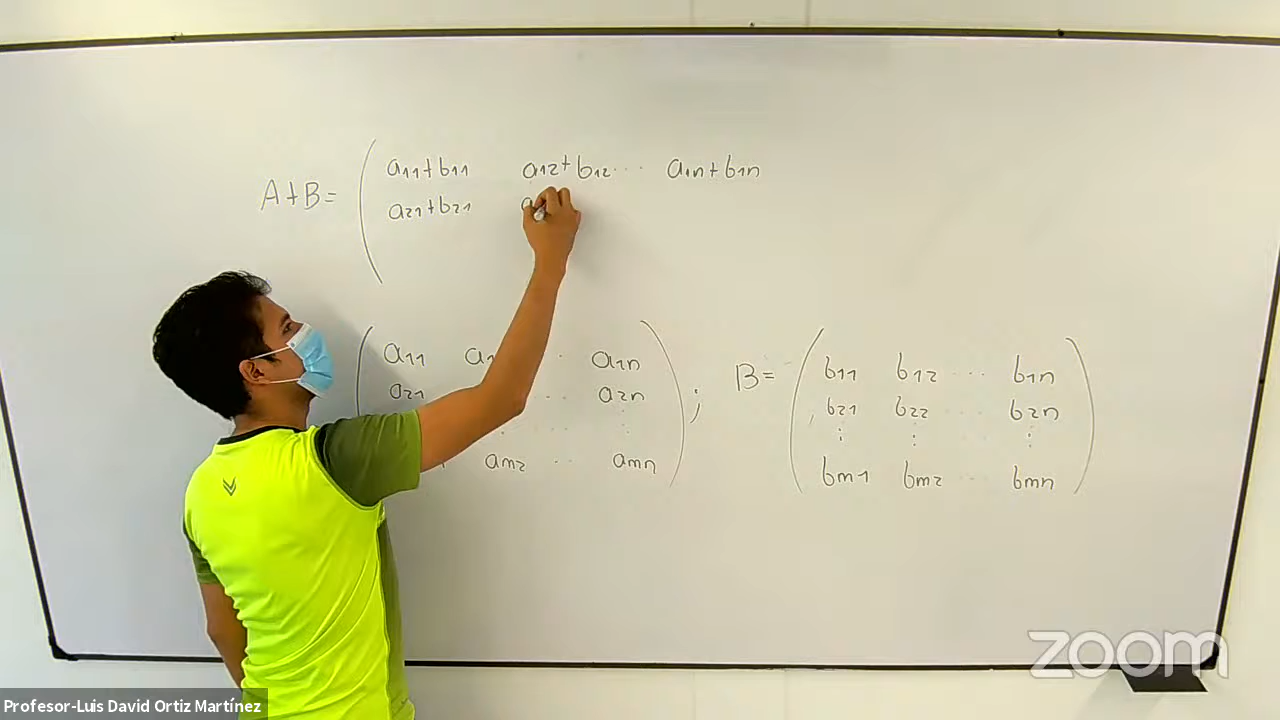 A+B= a11+b11 a12+b12 ... a1n+b1n
a21+b21
a11 ... a1n
a21 ... a2n
am2 ... amn
;
B=
b11 b12 ... b1n
b21 b22 ... b2n
bm1 bm2 ... bmn
zoom
Profesor-Luis David Ortiz Martínez